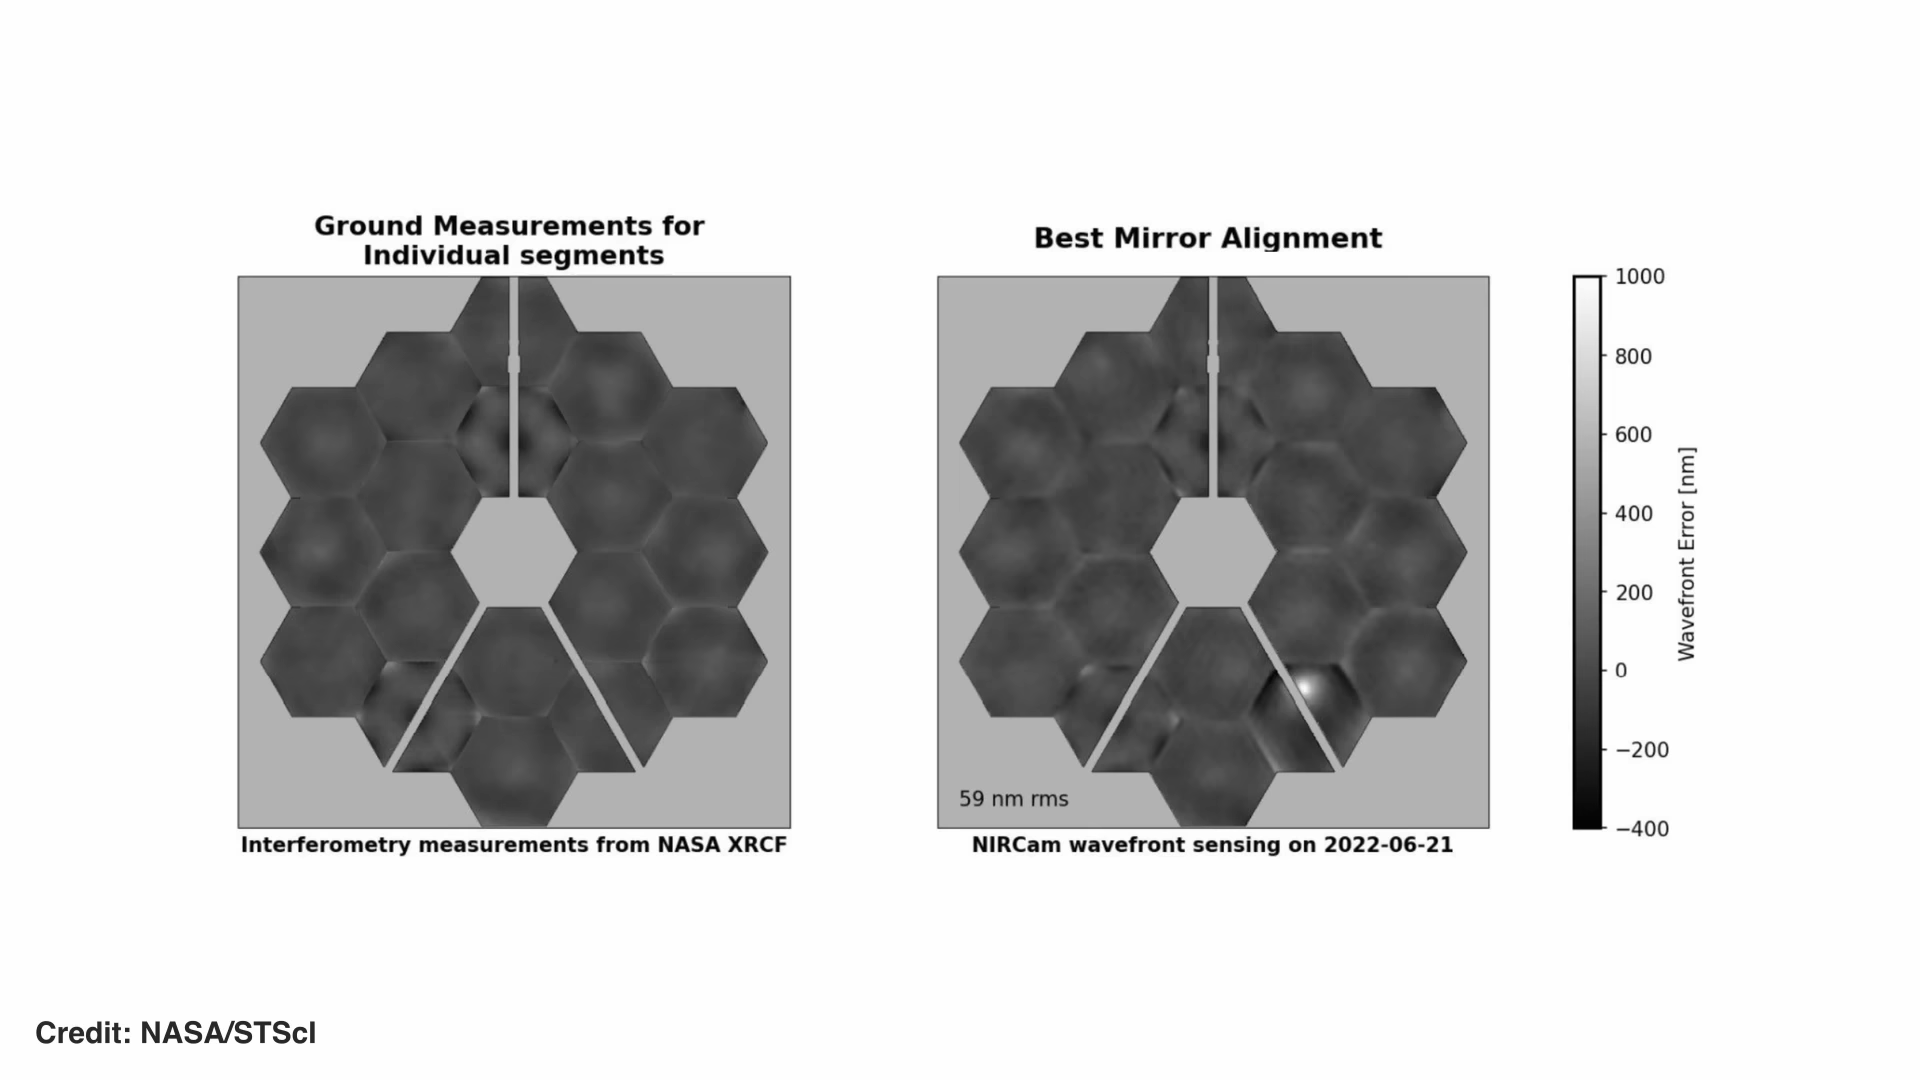 Ground Measurements for
Individual segments
Best Mirror Alignment
1000
800
600
400
200
0
−200
−400
Wavefront Error [nm]
59 nm rms
Interferometry measurements from NASA XRCF
NIRCam wavefront sensing on 2022-06-21
Credit: NASA/STScI